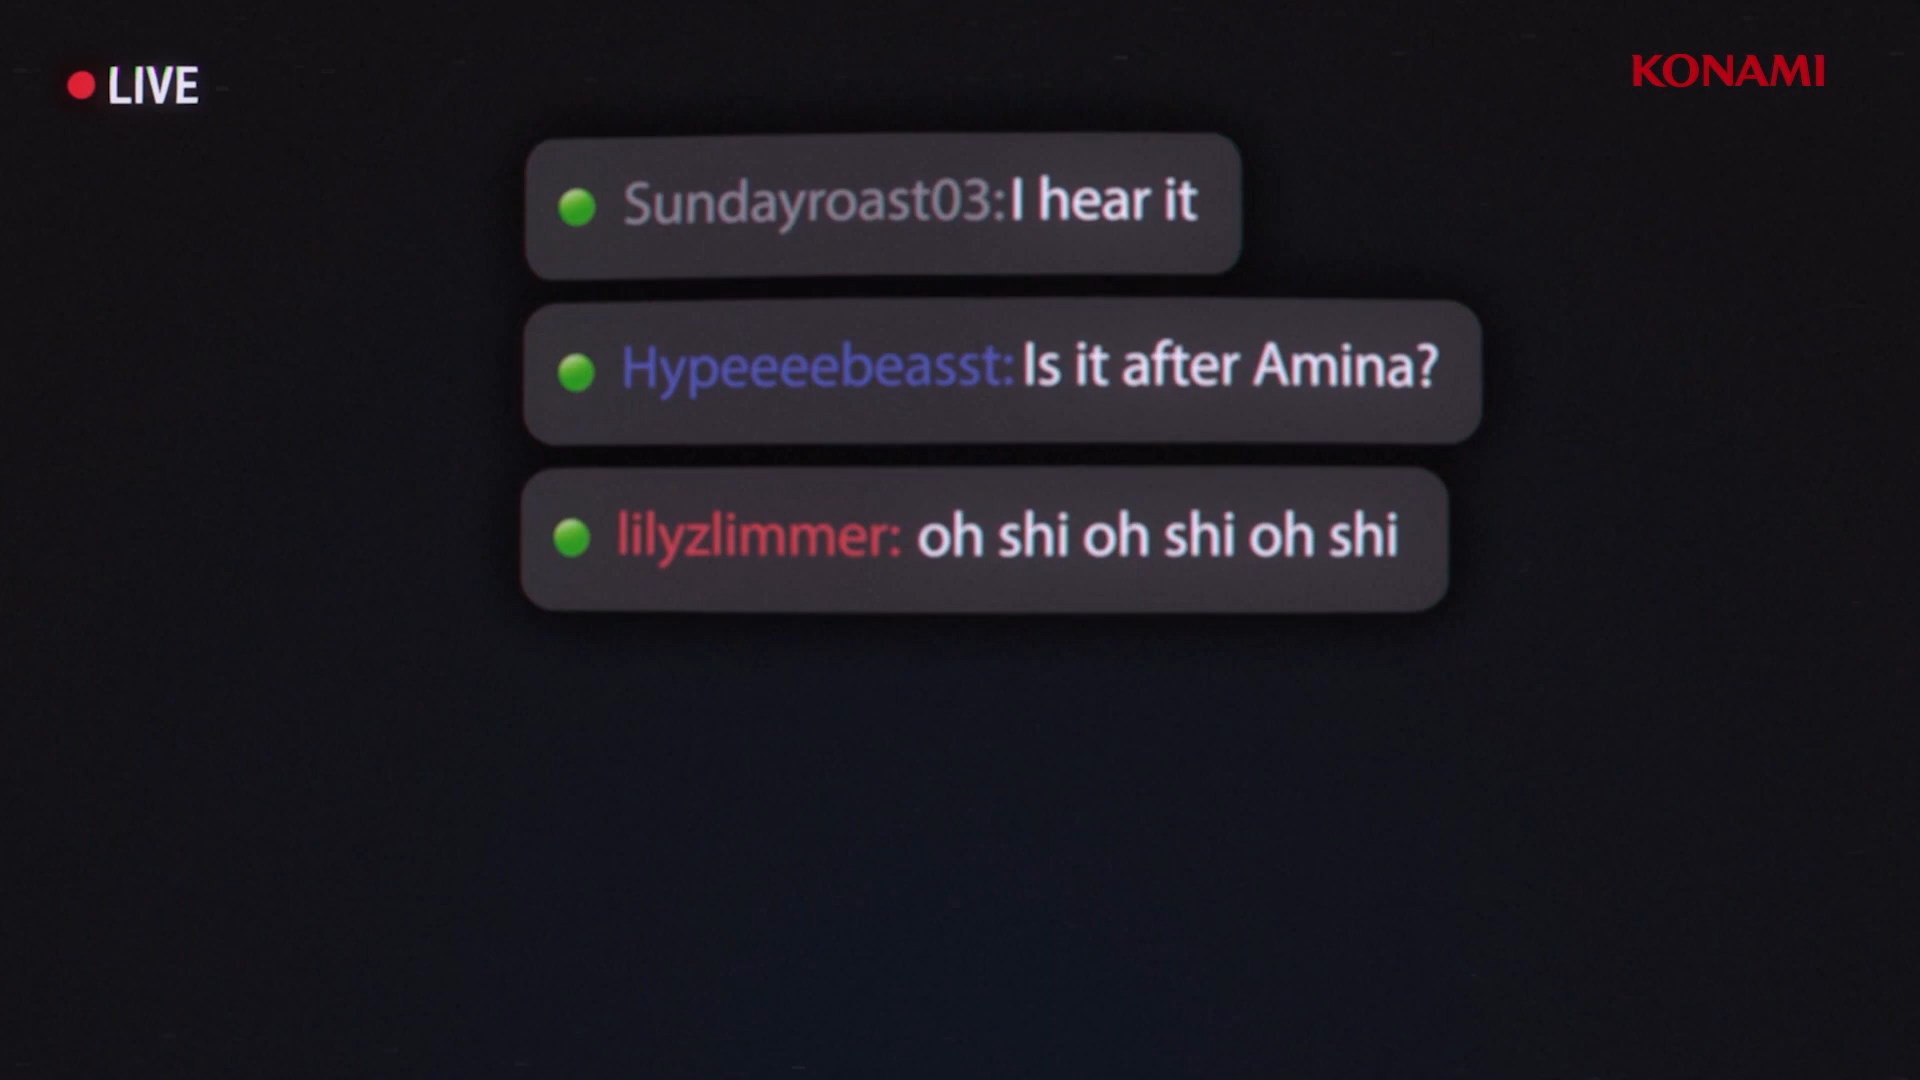 LIVE
KONAMI
Sundayroast03: I hear it
Hypeeeebeasst: Is it after Amina?
lilyzlimmer: oh shi oh shi oh shi